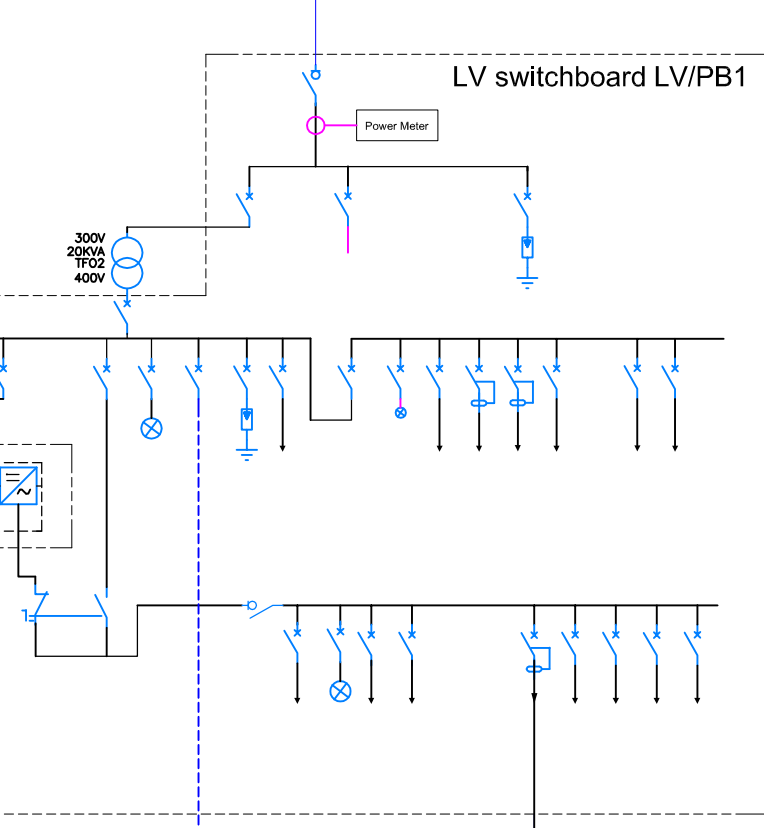 LV switchboard LV/PB1
Power Meter
300V
20KVA
TFO2
400V